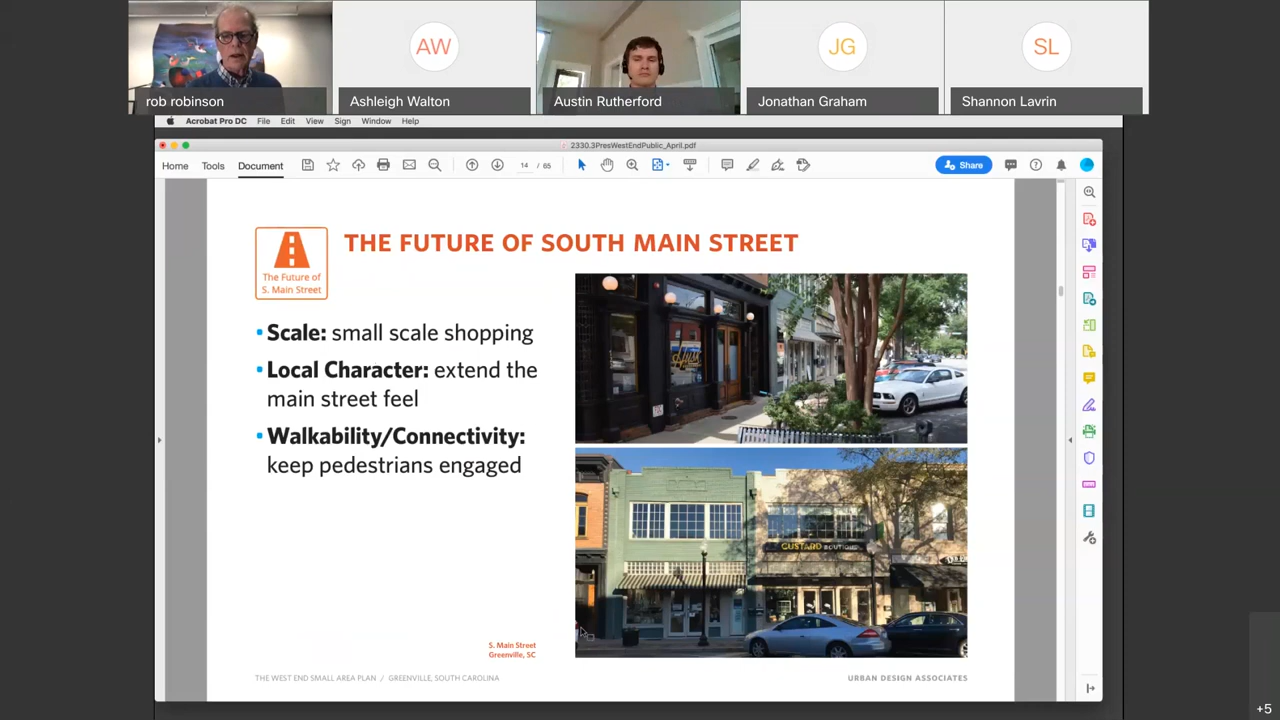 AW
JG
SL
rob robinson
Ashleigh Walton
Austin Rutherford
Jonathan Graham
Shannon Lavrin
Acrobat Pro DC File Edit View Sign Window Help
2330.3PresWestEndPublic_April.pdf
Home Tools Document
14 / 65
Share
THE FUTURE OF SOUTH MAIN STREET
The Future of
S. Main Street
• Scale: small scale shopping
• Local Character: extend the
main street feel
• Walkability/Connectivity:
keep pedestrians engaged
Husk
CUSTARD BOUTIQUE
S. Main Street
Greenville, SC
THE WEST END SMALL AREA PLAN / GREENVILLE, SOUTH CAROLINA
URBAN DESIGN ASSOCIATES
+5